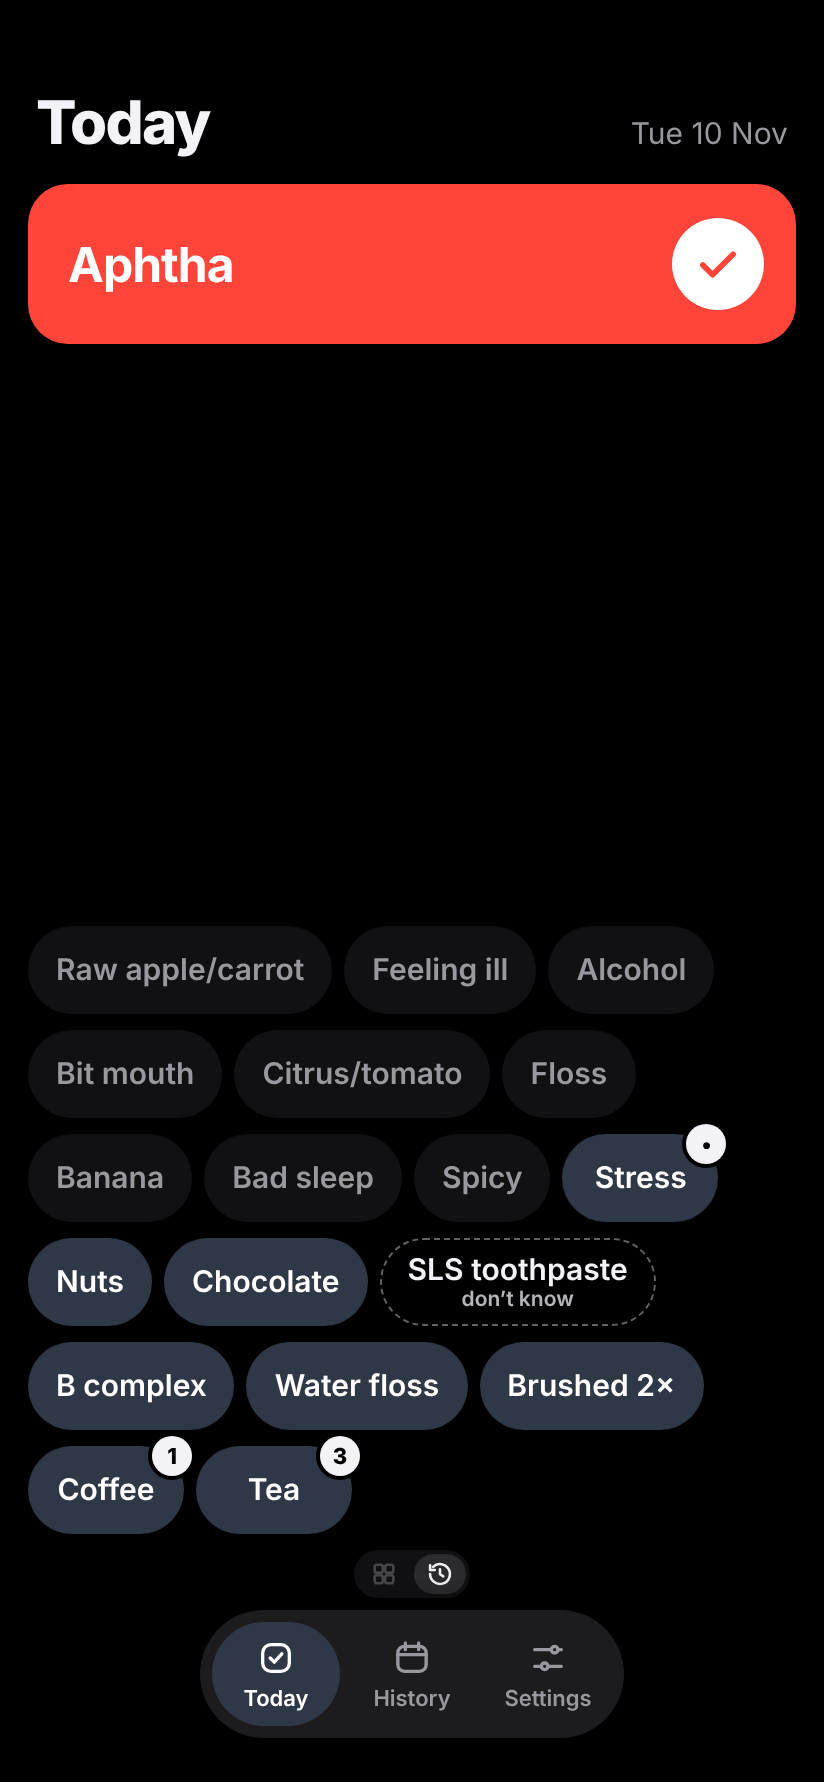 Today
Tue 10 Nov
Aphtha
Raw apple/carrot
Feeling ill
Alcohol
Bit mouth
Citrus/tomato
Floss
Banana
Bad sleep
Spicy
Stress
•
Nuts
Chocolate
SLS toothpaste
don’t know
B complex
Water floss
Brushed 2×
Coffee
1
Tea
3
Today
History
Settings